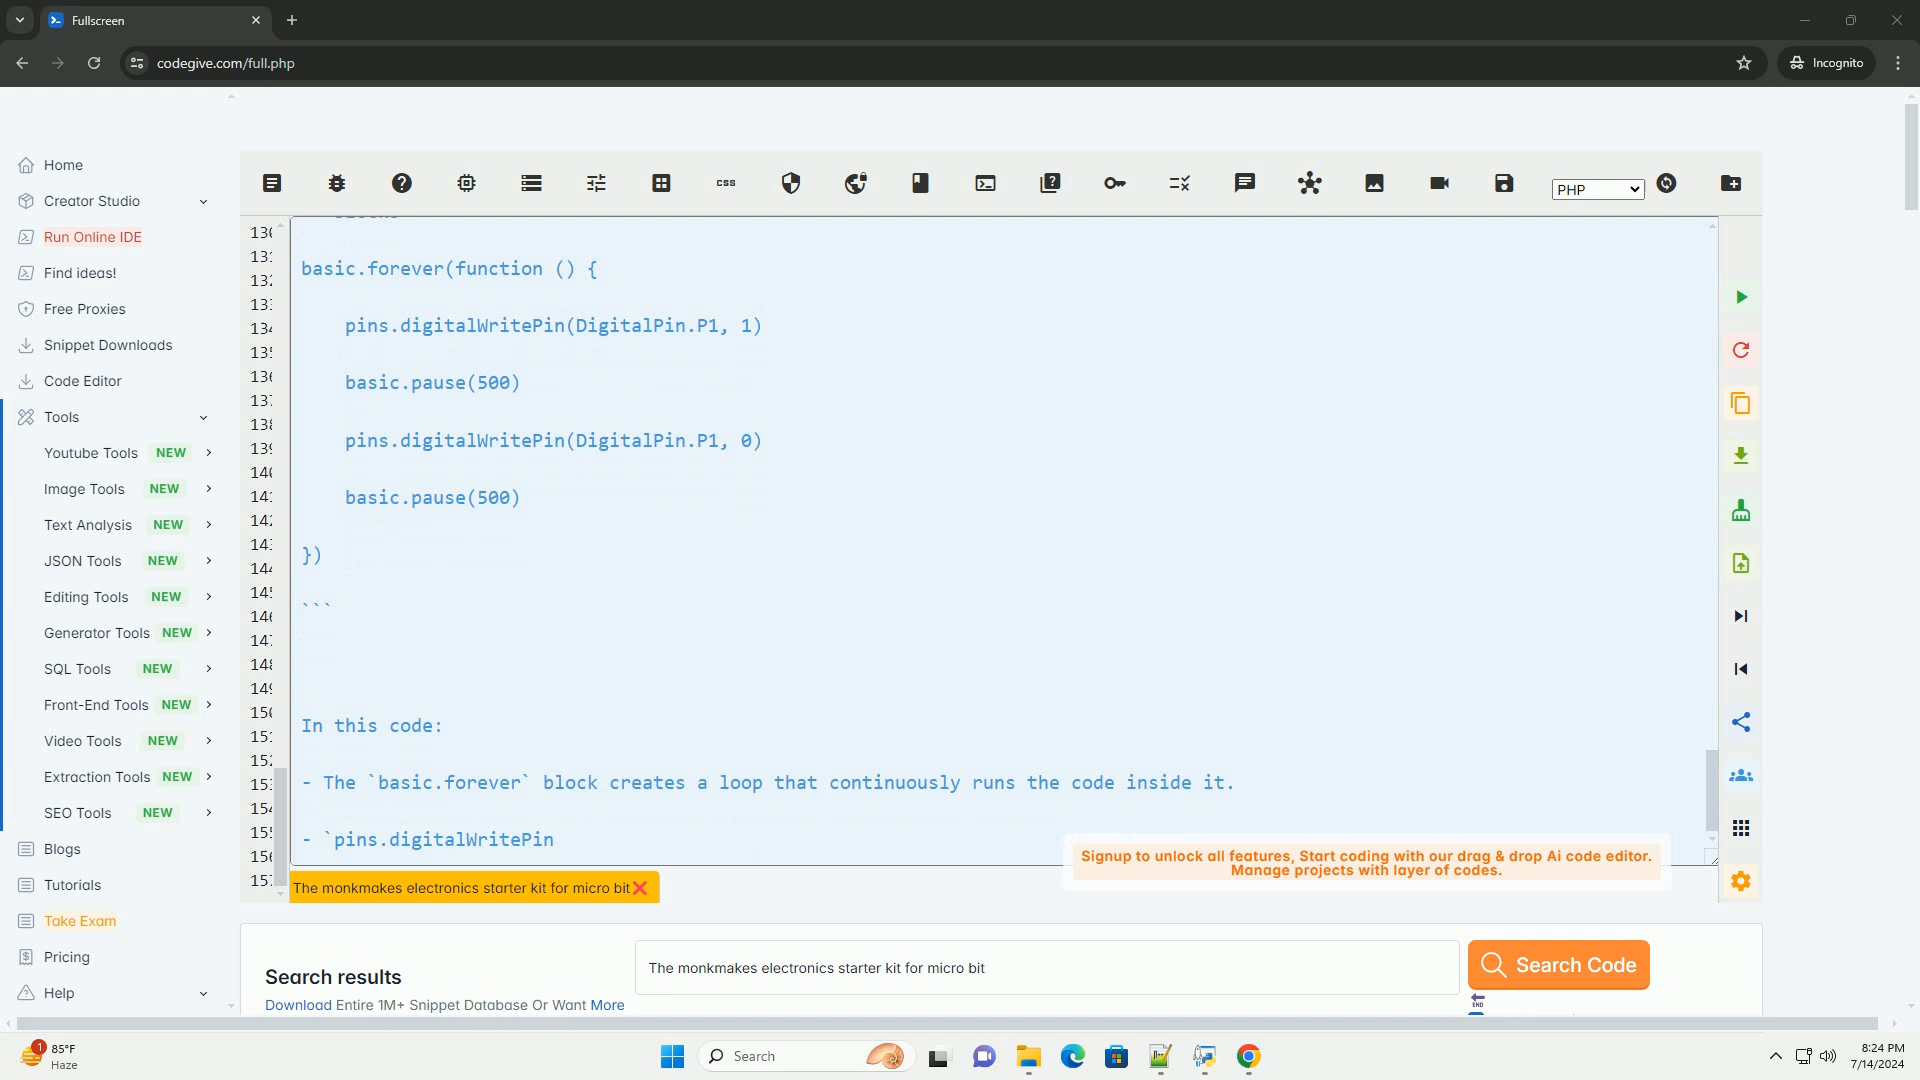 Fullscreen
codegive.com/full.php
Incognito
Home
Creator Studio
Run Online IDE
Find ideas!
Free Proxies
Snippet Downloads
Code Editor
Tools
Youtube Tools NEW
Image Tools NEW
Text Analysis NEW
JSON Tools NEW
Editing Tools NEW
Generator Tools NEW
SQL Tools NEW
Front-End Tools NEW
Video Tools NEW
Extraction Tools NEW
SEO Tools NEW
Blogs
Tutorials
Take Exam
Pricing
Help
css
PHP
basic.forever(function () {
pins.digitalWritePin(DigitalPin.P1, 1)
basic.pause(500)
pins.digitalWritePin(DigitalPin.P1, 0)
basic.pause(500)
})
```
In this code:
- The `basic.forever` block creates a loop that continuously runs the code inside it.
- `pins.digitalWritePin
Signup to unlock all features, Start coding with our drag & drop Ai code editor.
Manage projects with layer of codes.
The monkmakes electronics starter kit for micro bit
Search results
Download Entire 1M+ Snippet Database Or Want More
The monkmakes electronics starter kit for micro bit
Search Code
END
1
85°F
Haze
Search
8:24 PM
7/14/2024